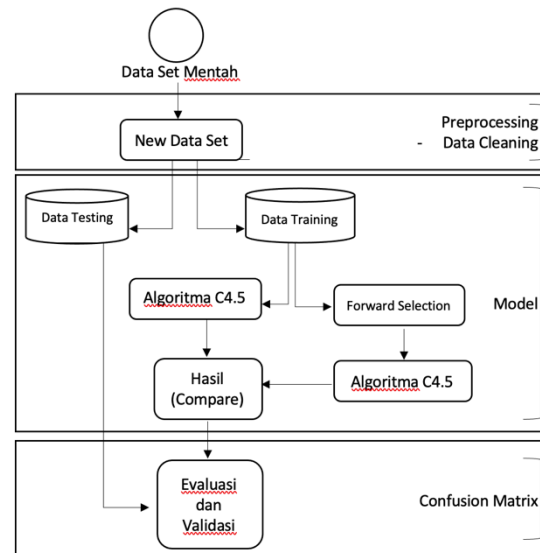 Data Set Mentah
Preprocessing
- Data Cleaning
New Data Set
Data Testing
Data Training
Algoritma C4.5
Forward Selection
Model
Hasil
(Compare)
Algoritma C4.5
Evaluasi
dan
Validasi
Confusion Matrix